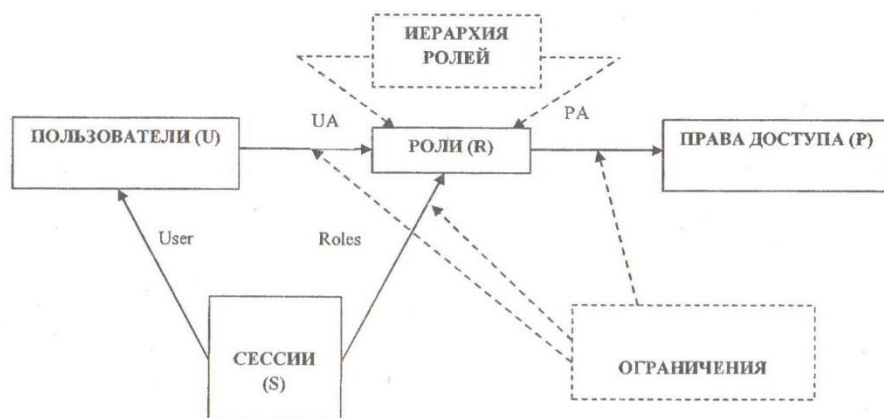 ИЕРАРХИЯ
РОЛЕЙ
UA
PA
ПОЛЬЗОВАТЕЛИ (U)
РОЛИ (R)
ПРАВА ДОСТУПА (P)
User
Roles
СЕССИИ
(S)
ОГРАНИЧЕНИЯ